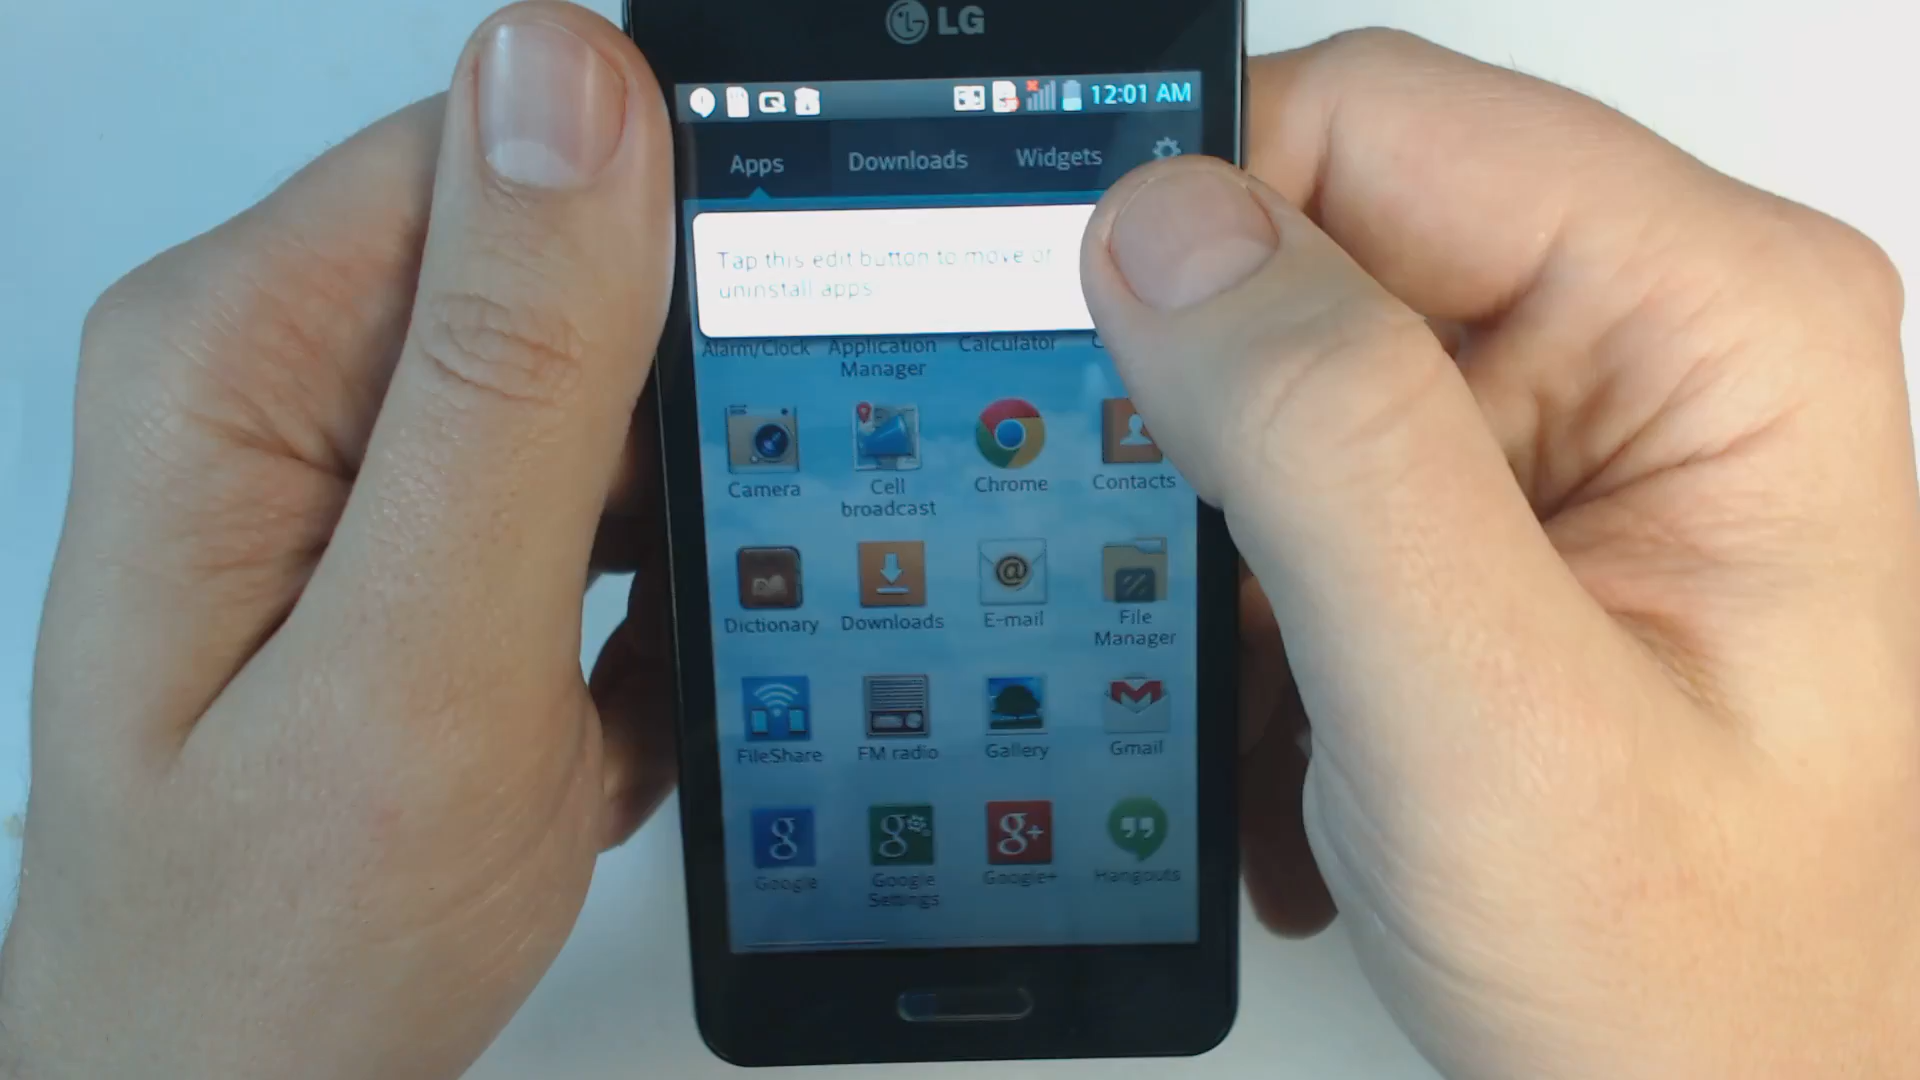 LG
12:01 AM
Apps Downloads Widgets
Tap this edit button to move or
uninstall apps
Alarm/Clock Application Calculator
Manager
Camera Cell Chrome Contacts
broadcast
Dictionary Downloads E-mail File
Manager
FileShare FM radio Gallery Gmail
Google Google Google+ Hangouts
Settings